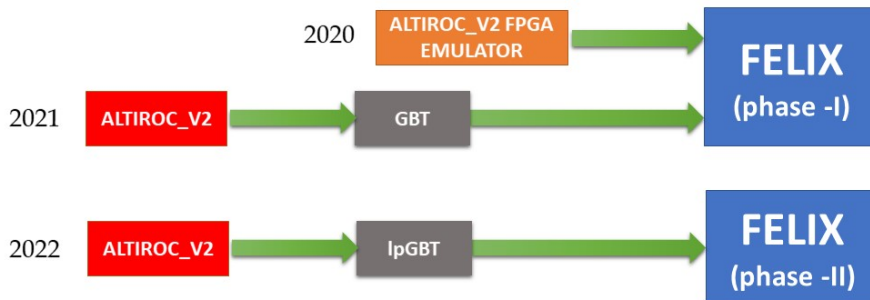 2020
ALTIROC_V2 FPGA
EMULATOR
FELIX
(phase -I)
2021
ALTIROC_V2
GBT
2022
ALTIROC_V2
lpGBT
FELIX
(phase -II)